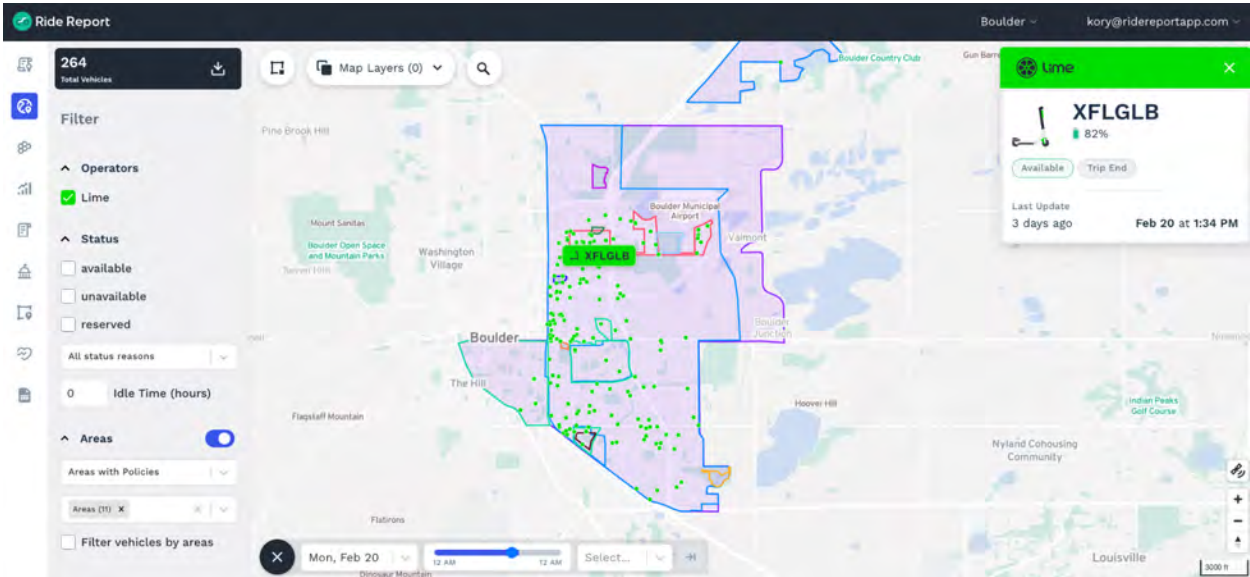 Ride Report
Boulder
kory@ridereportapp.com
264
Total Vehicles
Filter
Operators
Lime
Status
available
unavailable
reserved
All status reasons
0 Idle Time (hours)
Areas
Areas with Policies
Areas (11) x
Filter vehicles by areas
Map Layers (0)
Boulder Country Club
Gun Barre
Pine Brook Hill
Boulder Municipal
Airport
Mount Sanitas
Boulder Open Space
and Mountain Parks
Washington
Village
Valmont
XFLGLB
Boulder
Boulder
Junction
The Hill
Hoover Hill
Flagstaff Mountain
Indian Peaks
Golf Course
Nyland Cohousing
Community
Flatirons
Dinosaur Mountain
Louisville
3000 ft
Mon, Feb 20
12 AM
12 AM
Select...
Lime
XFLGLB
82%
Available
Trip End
Last Update
3 days ago
Feb 20 at 1:34 PM